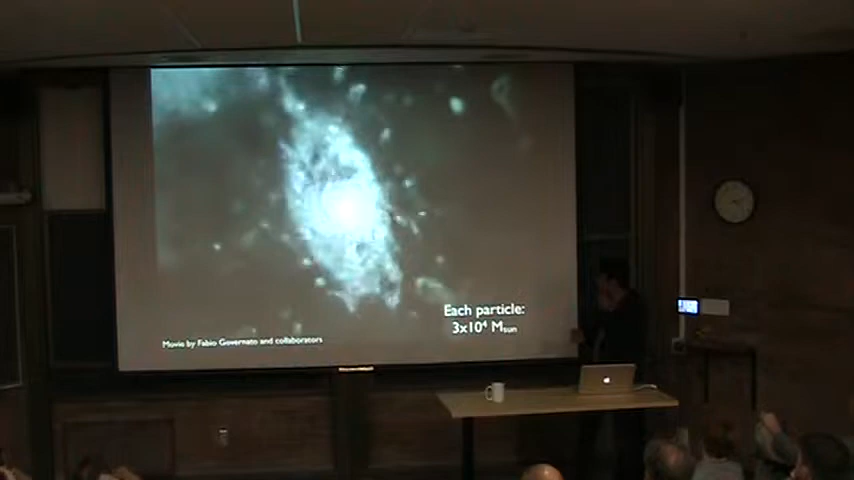 Each particle:
3x10⁴ Msun
Movie by Fabio Governato and collaborators